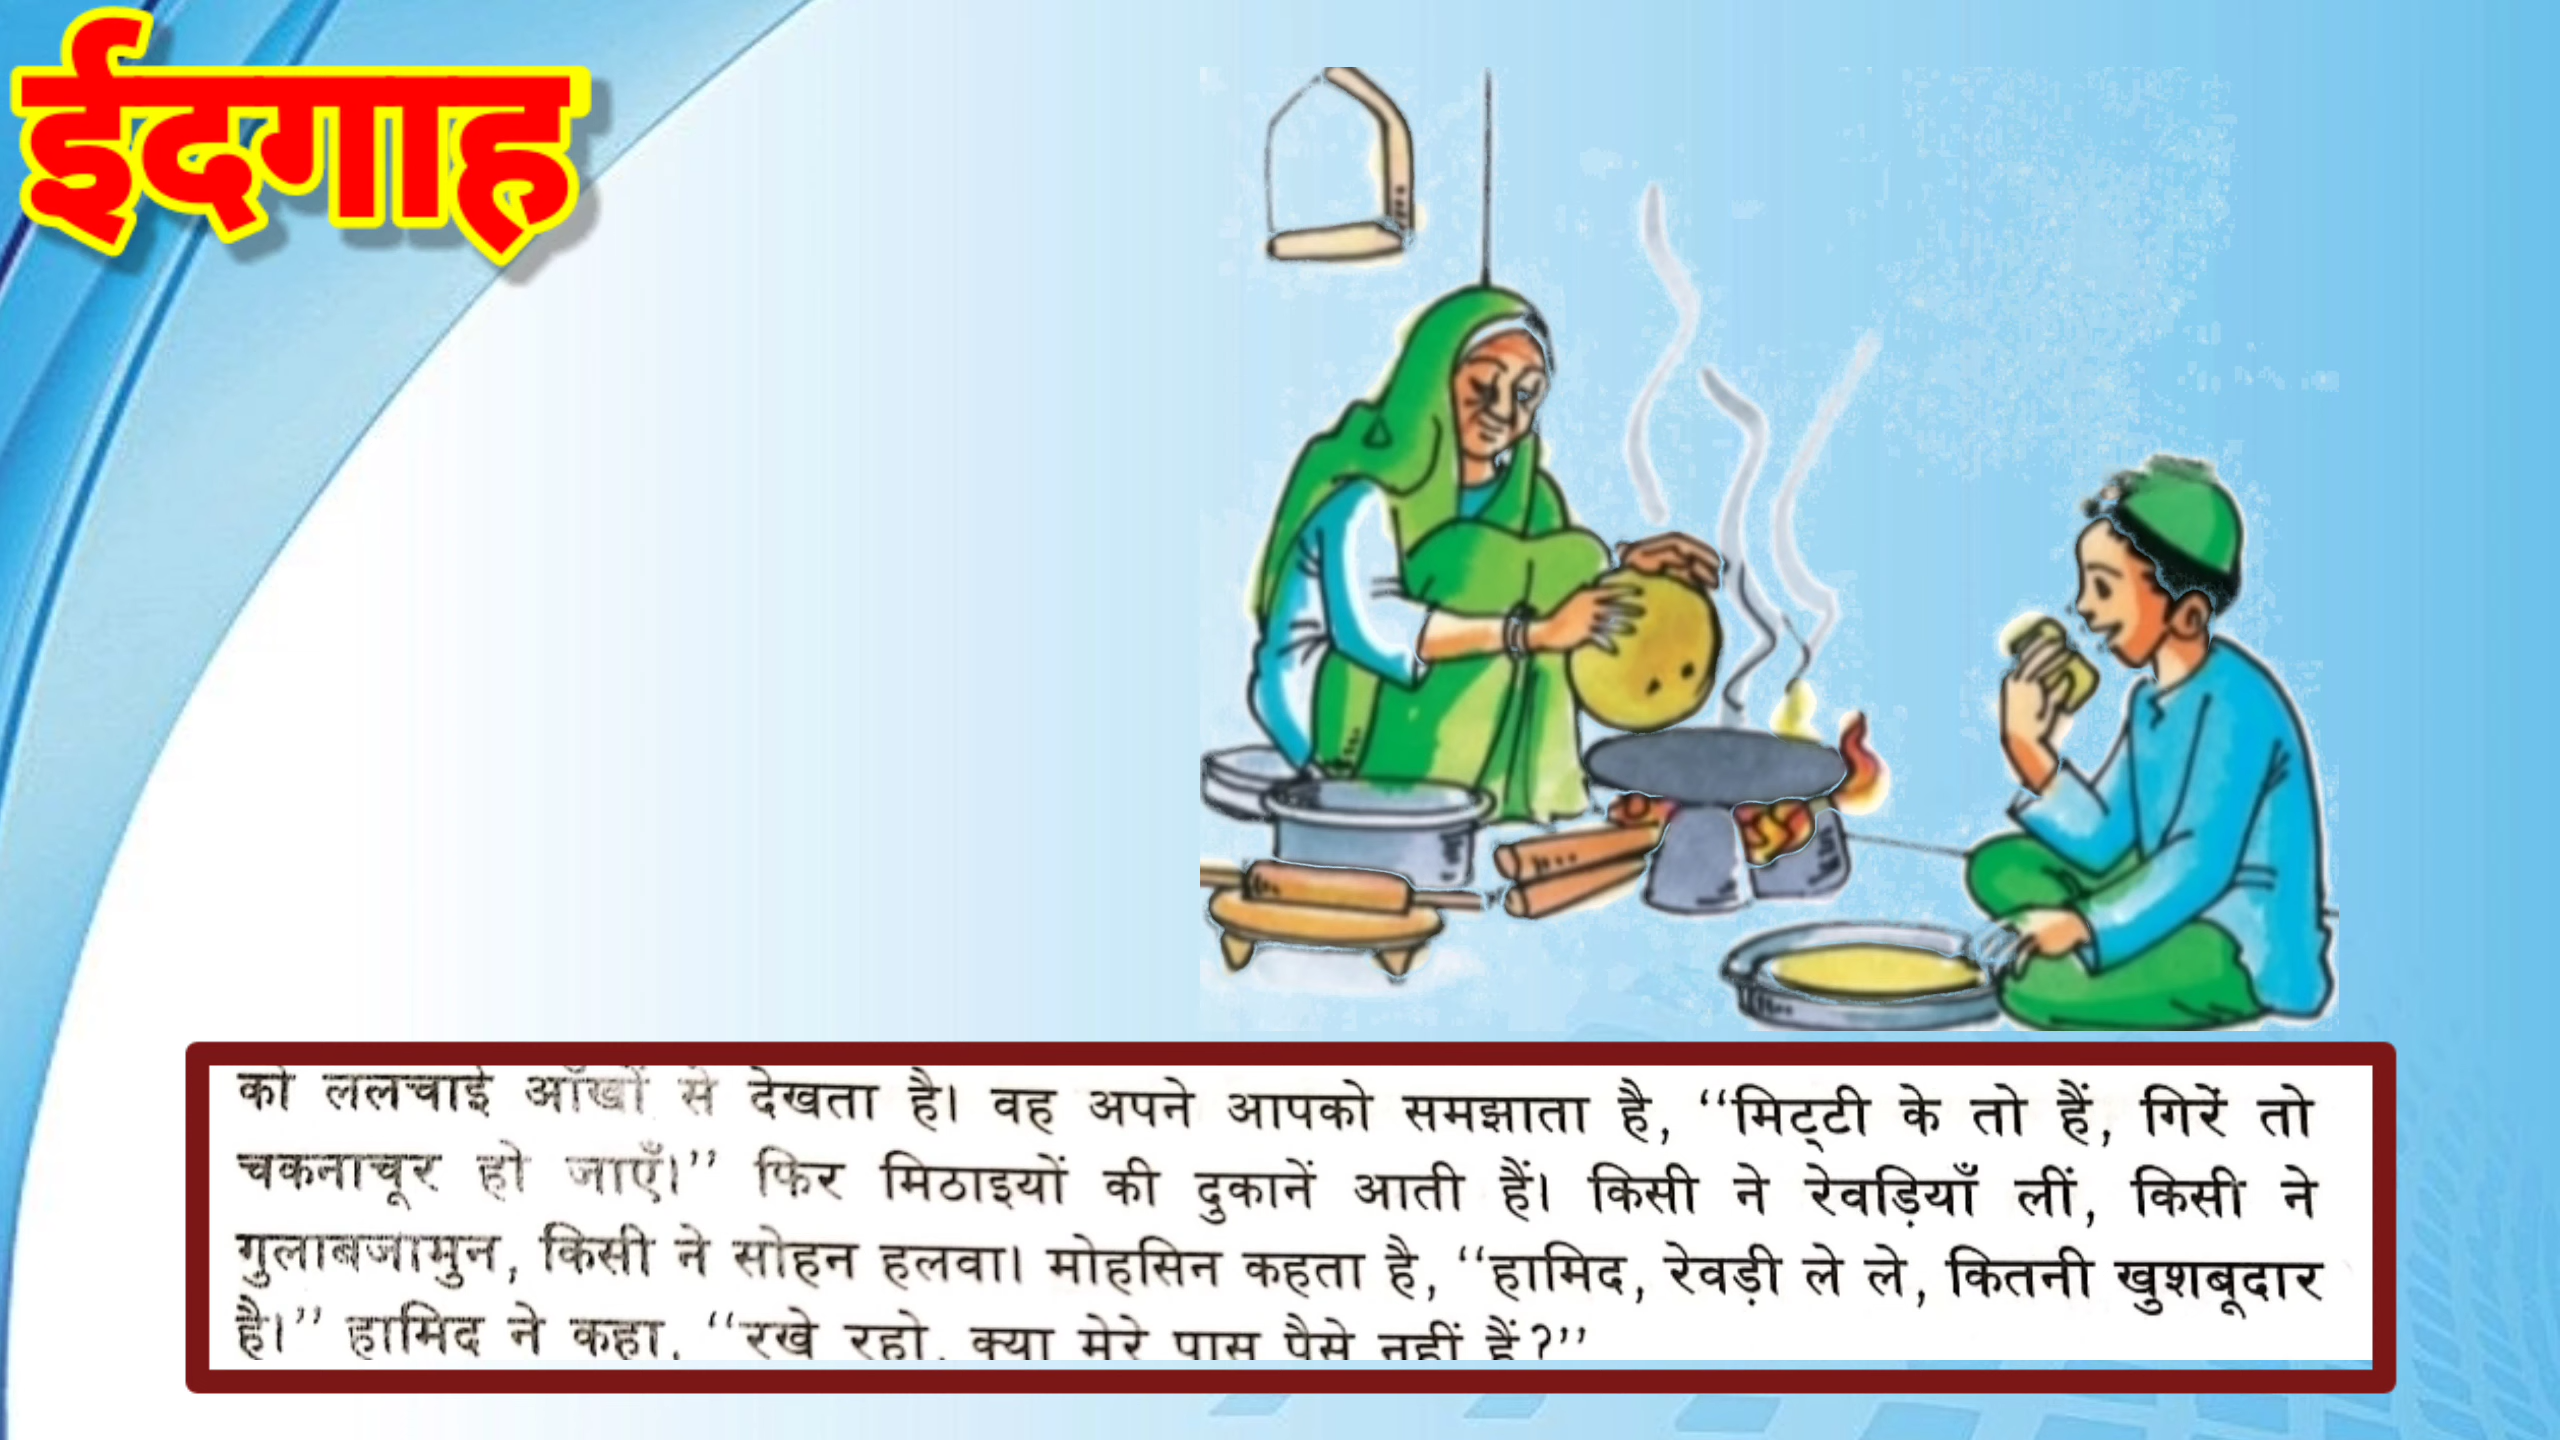 ईदगाह
को ललचाई आँखों से देखता है। वह अपने आपको समझाता है, ‘‘मिट्टी के तो हैं, गिरें तो
चकनाचूर हो जाएँ।’’ फिर मिठाइयों की दुकानें आती हैं। किसी ने रेवड़ियाँ लीं, किसी ने
गुलाबजामुन, किसी ने सोहन हलवा। मोहसिन कहता है, ‘‘हामिद, रेवड़ी ले ले, कितनी खुशबूदार
है।’’ हामिद ने कहा, ‘‘रखे रहो, क्या मेरे पास पैसे नहीं हैं?’’